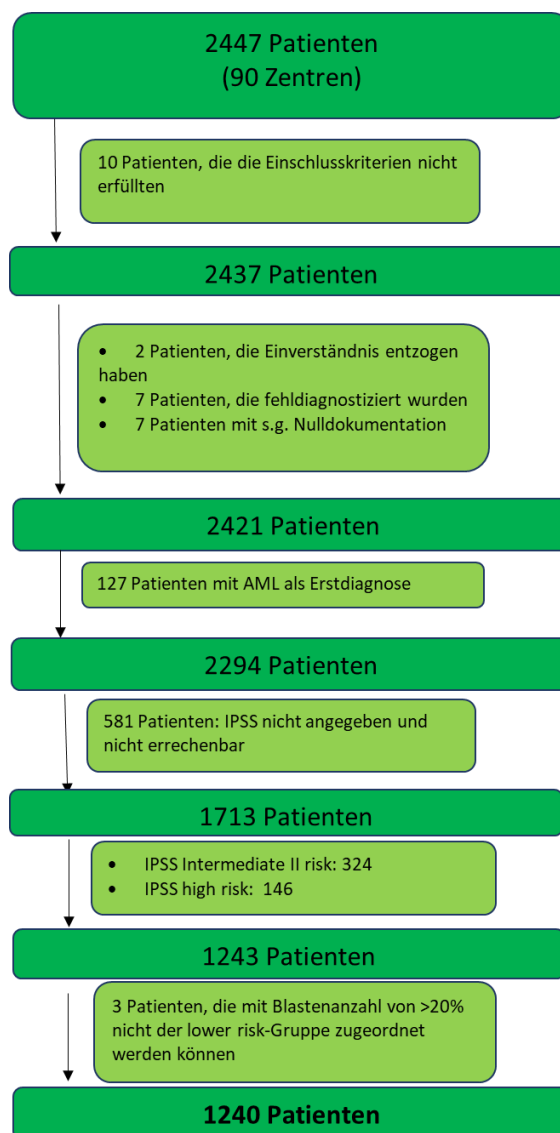 2447 Patienten
(90 Zentren)
10 Patienten, die die Einschlusskriterien nicht
erfüllten
2437 Patienten
• 2 Patienten, die Einverständnis entzogen
haben
• 7 Patienten, die fehldiagnostiziert wurden
• 7 Patienten mit s.g. Nulldokumentation
2421 Patienten
127 Patienten mit AML als Erstdiagnose
2294 Patienten
581 Patienten: IPSS nicht angegeben und
nicht errechenbar
1713 Patienten
• IPSS Intermediate II risk: 324
• IPSS high risk: 146
1243 Patienten
3 Patienten, die mit Blastenanzahl von >20%
nicht der lower risk-Gruppe zugeordnet
werden können
1240 Patienten